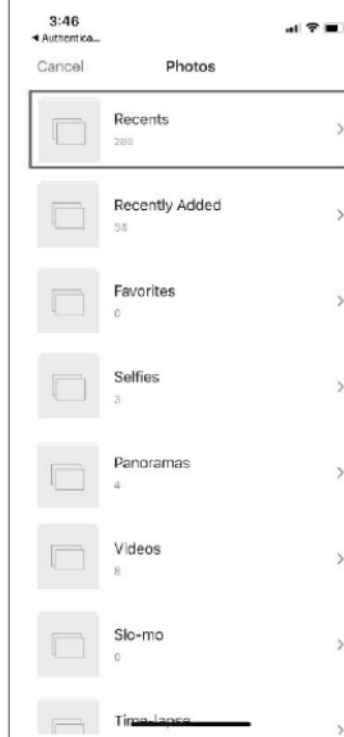 3:46
◄ Authentica...
Cancel
Photos
Recents
280
Recently Added
34
Favorites
0
Selfies
3
Panoramas
4
Videos
8
Slo-mo
0
Time-lapse